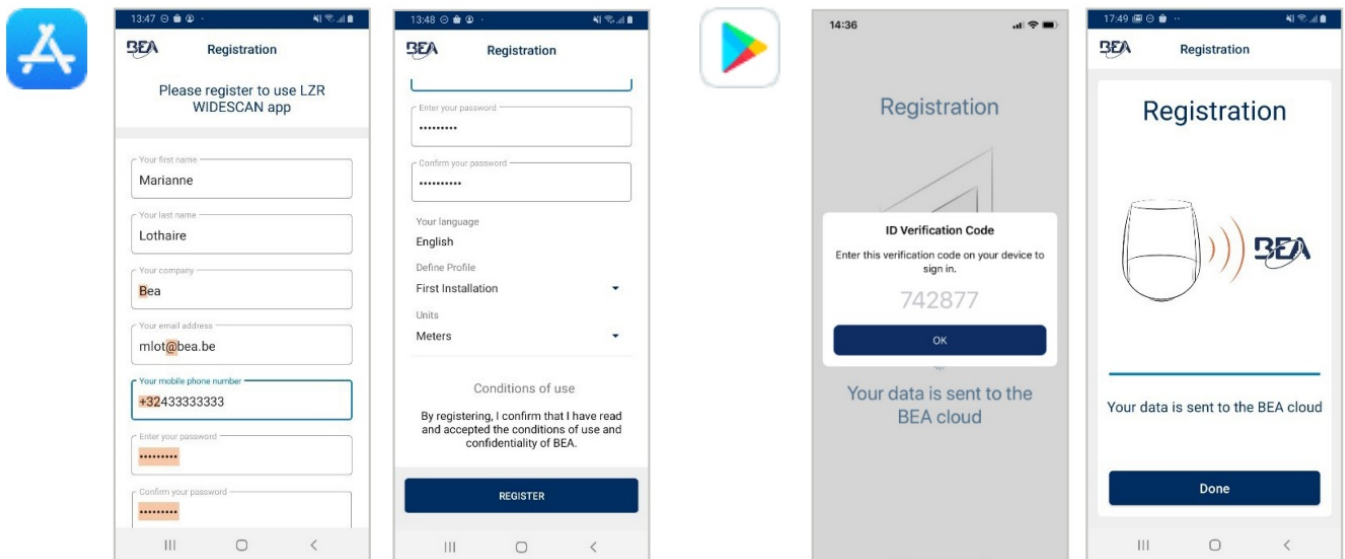 13:47
BEA Registration
Please register to use LZR
WIDESCAN app
Your first name
Marianne
Your last name
Lothaire
Your company
Bea
Your email address
mlot@bea.be
Your mobile phone number
+32433333333
Enter your password
•••••••••
Confirm your password
•••••••••
13:48
BEA Registration
Enter your password
•••••••••
Confirm your password
••••••••••
Your language
English
Define Profile
First Installation
Units
Meters
Conditions of use
By registering, I confirm that I have read
and accepted the conditions of use and
confidentiality of BEA.
REGISTER
14:36
Registration
ID Verification Code
Enter this verification code on your device to
sign in.
742877
OK
Your data is sent to the
BEA cloud
17:49
BEA Registration
Registration
BEA
Your data is sent to the BEA cloud
Done